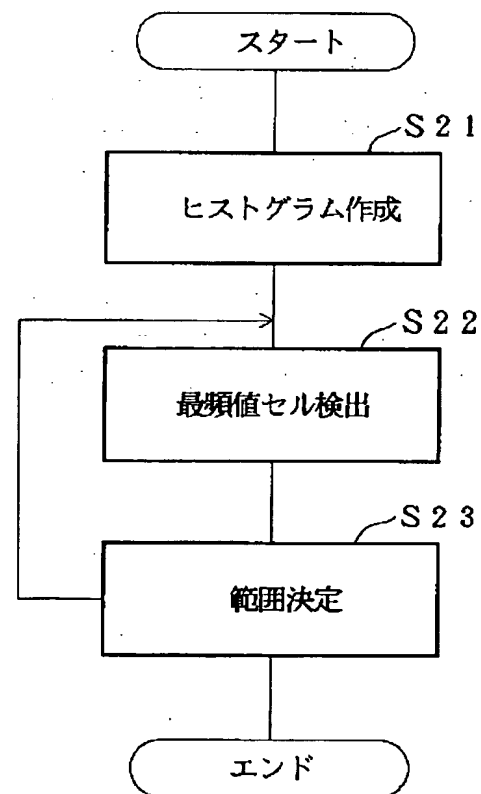 スタート
S21
ヒストグラム作成
S22
最頻値セル検出
S23
範囲決定
エンド